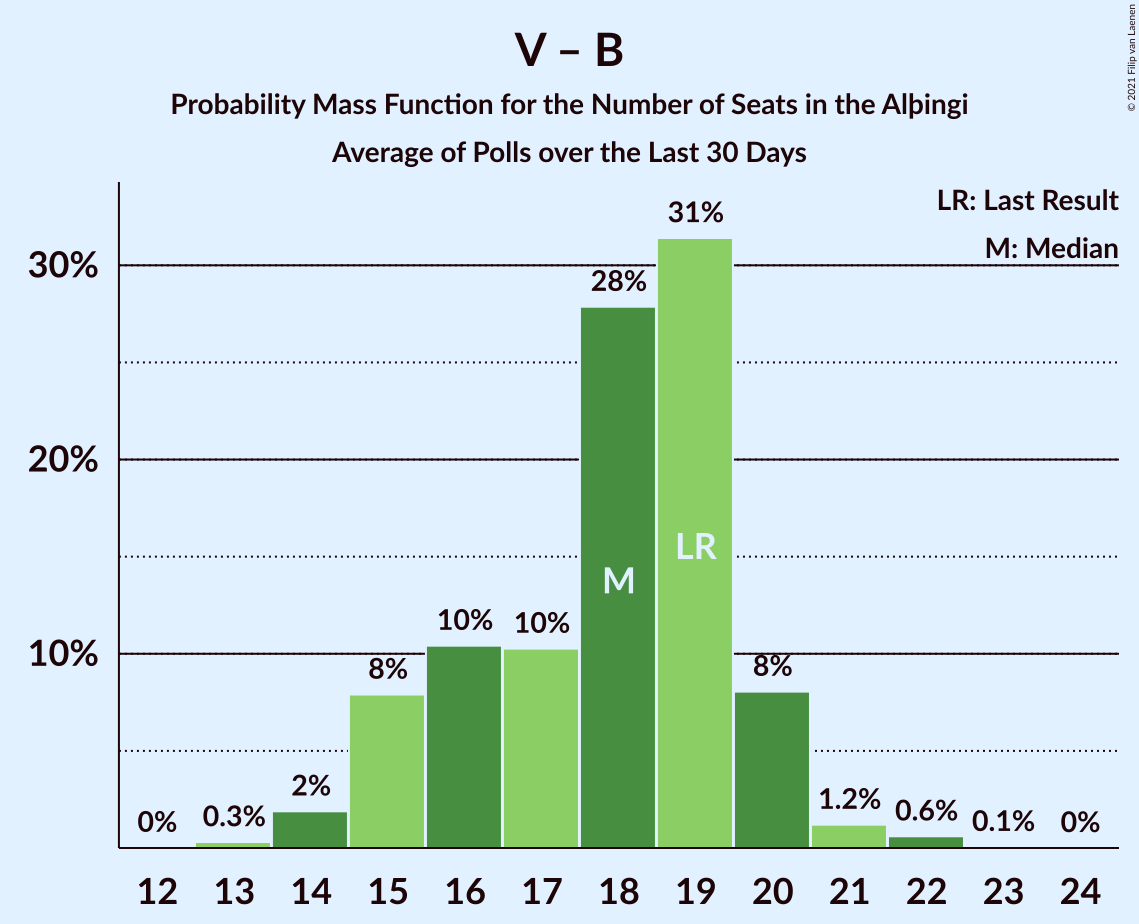 V – B
Probability Mass Function for the Number of Seats in the Alþingi
Average of Polls over the Last 30 Days
© 2021 Filip van Laenen
LR: Last Result
M: Median
30%
20%
10%
0%
0.3%
2%
8%
10%
10%
28%
31%
8%
1.2%
0.6%
0.1%
0%
M
LR
12 13 14 15 16 17 18 19 20 21 22 23 24